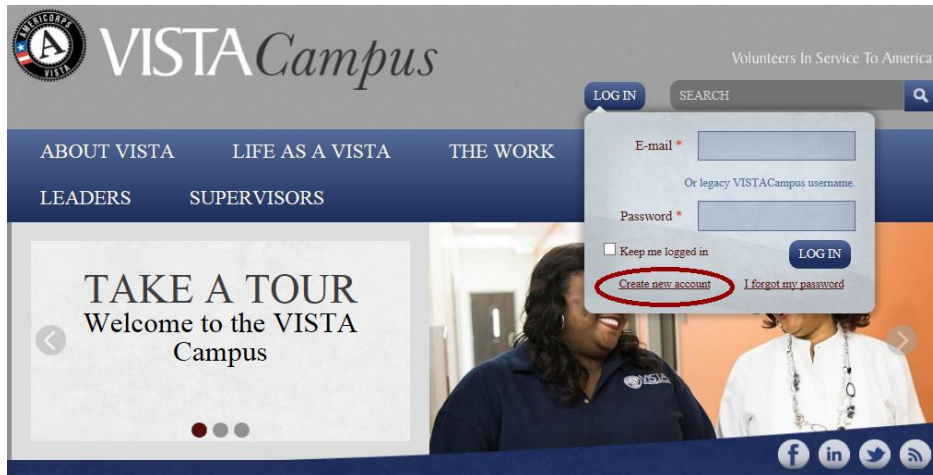 AMERICORPS
A
VISTA
VISTACampus
Volunteers In Service To America
LOG IN
SEARCH
ABOUT VISTA LIFE AS A VISTA THE WORK
LEADERS SUPERVISORS
E-mail *
Or legacy VISTACampus username.
Password *
Keep me logged in
LOG IN
Create new account I forgot my password
TAKE A TOUR
Welcome to the VISTA
Campus
VISTA
f in